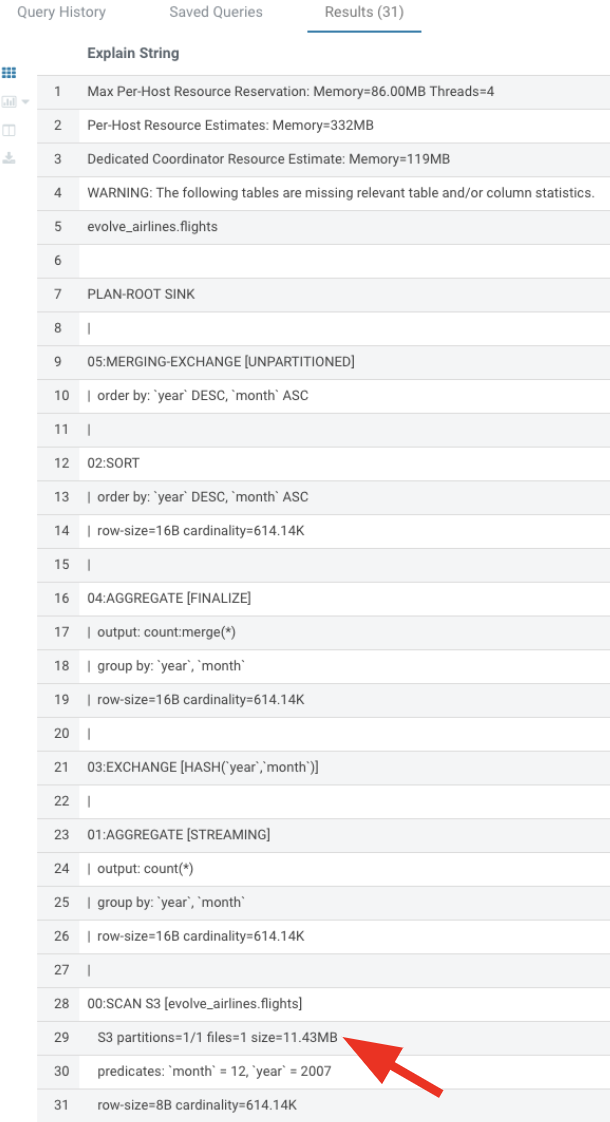 Query History Saved Queries Results (31)
Explain String
1 Max Per-Host Resource Reservation: Memory=86.00MB Threads=4
2 Per-Host Resource Estimates: Memory=332MB
3 Dedicated Coordinator Resource Estimate: Memory=119MB
4 WARNING: The following tables are missing relevant table and/or column statistics.
5 evolve_airlines.flights
6
7 PLAN-ROOT SINK
8 |
9 05:MERGING-EXCHANGE [UNPARTITIONED]
10 | order by: `year` DESC, `month` ASC
11 |
12 02:SORT
13 | order by: `year` DESC, `month` ASC
14 | row-size=16B cardinality=614.14K
15 |
16 04:AGGREGATE [FINALIZE]
17 | output: count:merge(*)
18 | group by: `year`, `month`
19 | row-size=16B cardinality=614.14K
20 |
21 03:EXCHANGE [HASH(`year`,`month`)]
22 |
23 01:AGGREGATE [STREAMING]
24 | output: count(*)
25 | group by: `year`, `month`
26 | row-size=16B cardinality=614.14K
27 |
28 00:SCAN S3 [evolve_airlines.flights]
29 S3 partitions=1/1 files=1 size=11.43MB
30 predicates: `month` = 12, `year` = 2007
31 row-size=8B cardinality=614.14K